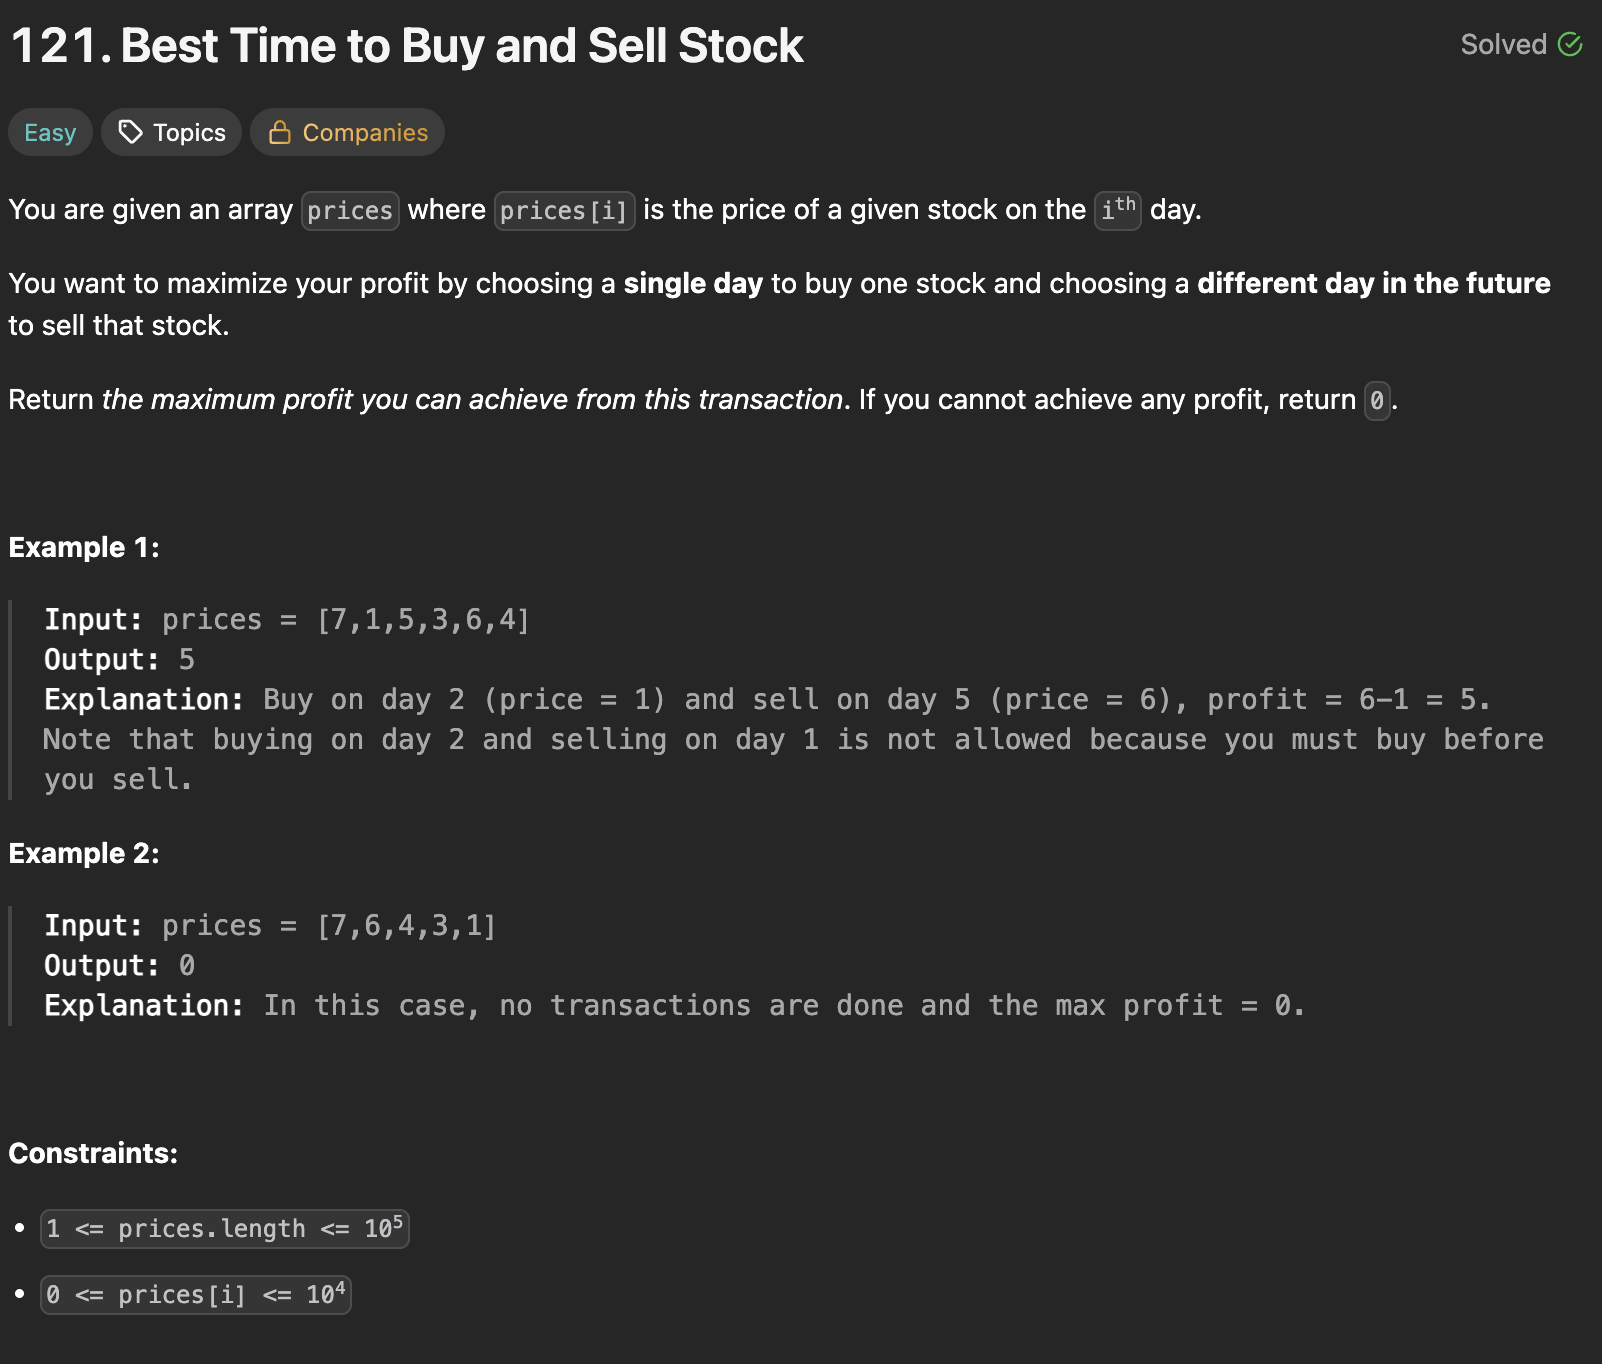 121. Best Time to Buy and Sell Stock
Solved
Easy
Topics
Companies
You are given an array prices where prices[i] is the price of a given stock on the iᵗʰ day.
You want to maximize your profit by choosing a single day to buy one stock and choosing a different day in the future
to sell that stock.
Return the maximum profit you can achieve from this transaction. If you cannot achieve any profit, return 0.
Example 1:
Input: prices = [7,1,5,3,6,4]
Output: 5
Explanation: Buy on day 2 (price = 1) and sell on day 5 (price = 6), profit = 6-1 = 5.
Note that buying on day 2 and selling on day 1 is not allowed because you must buy before
you sell.
Example 2:
Input: prices = [7,6,4,3,1]
Output: 0
Explanation: In this case, no transactions are done and the max profit = 0.
Constraints:
• 1 <= prices.length <= 10⁵
• 0 <= prices[i] <= 10⁴